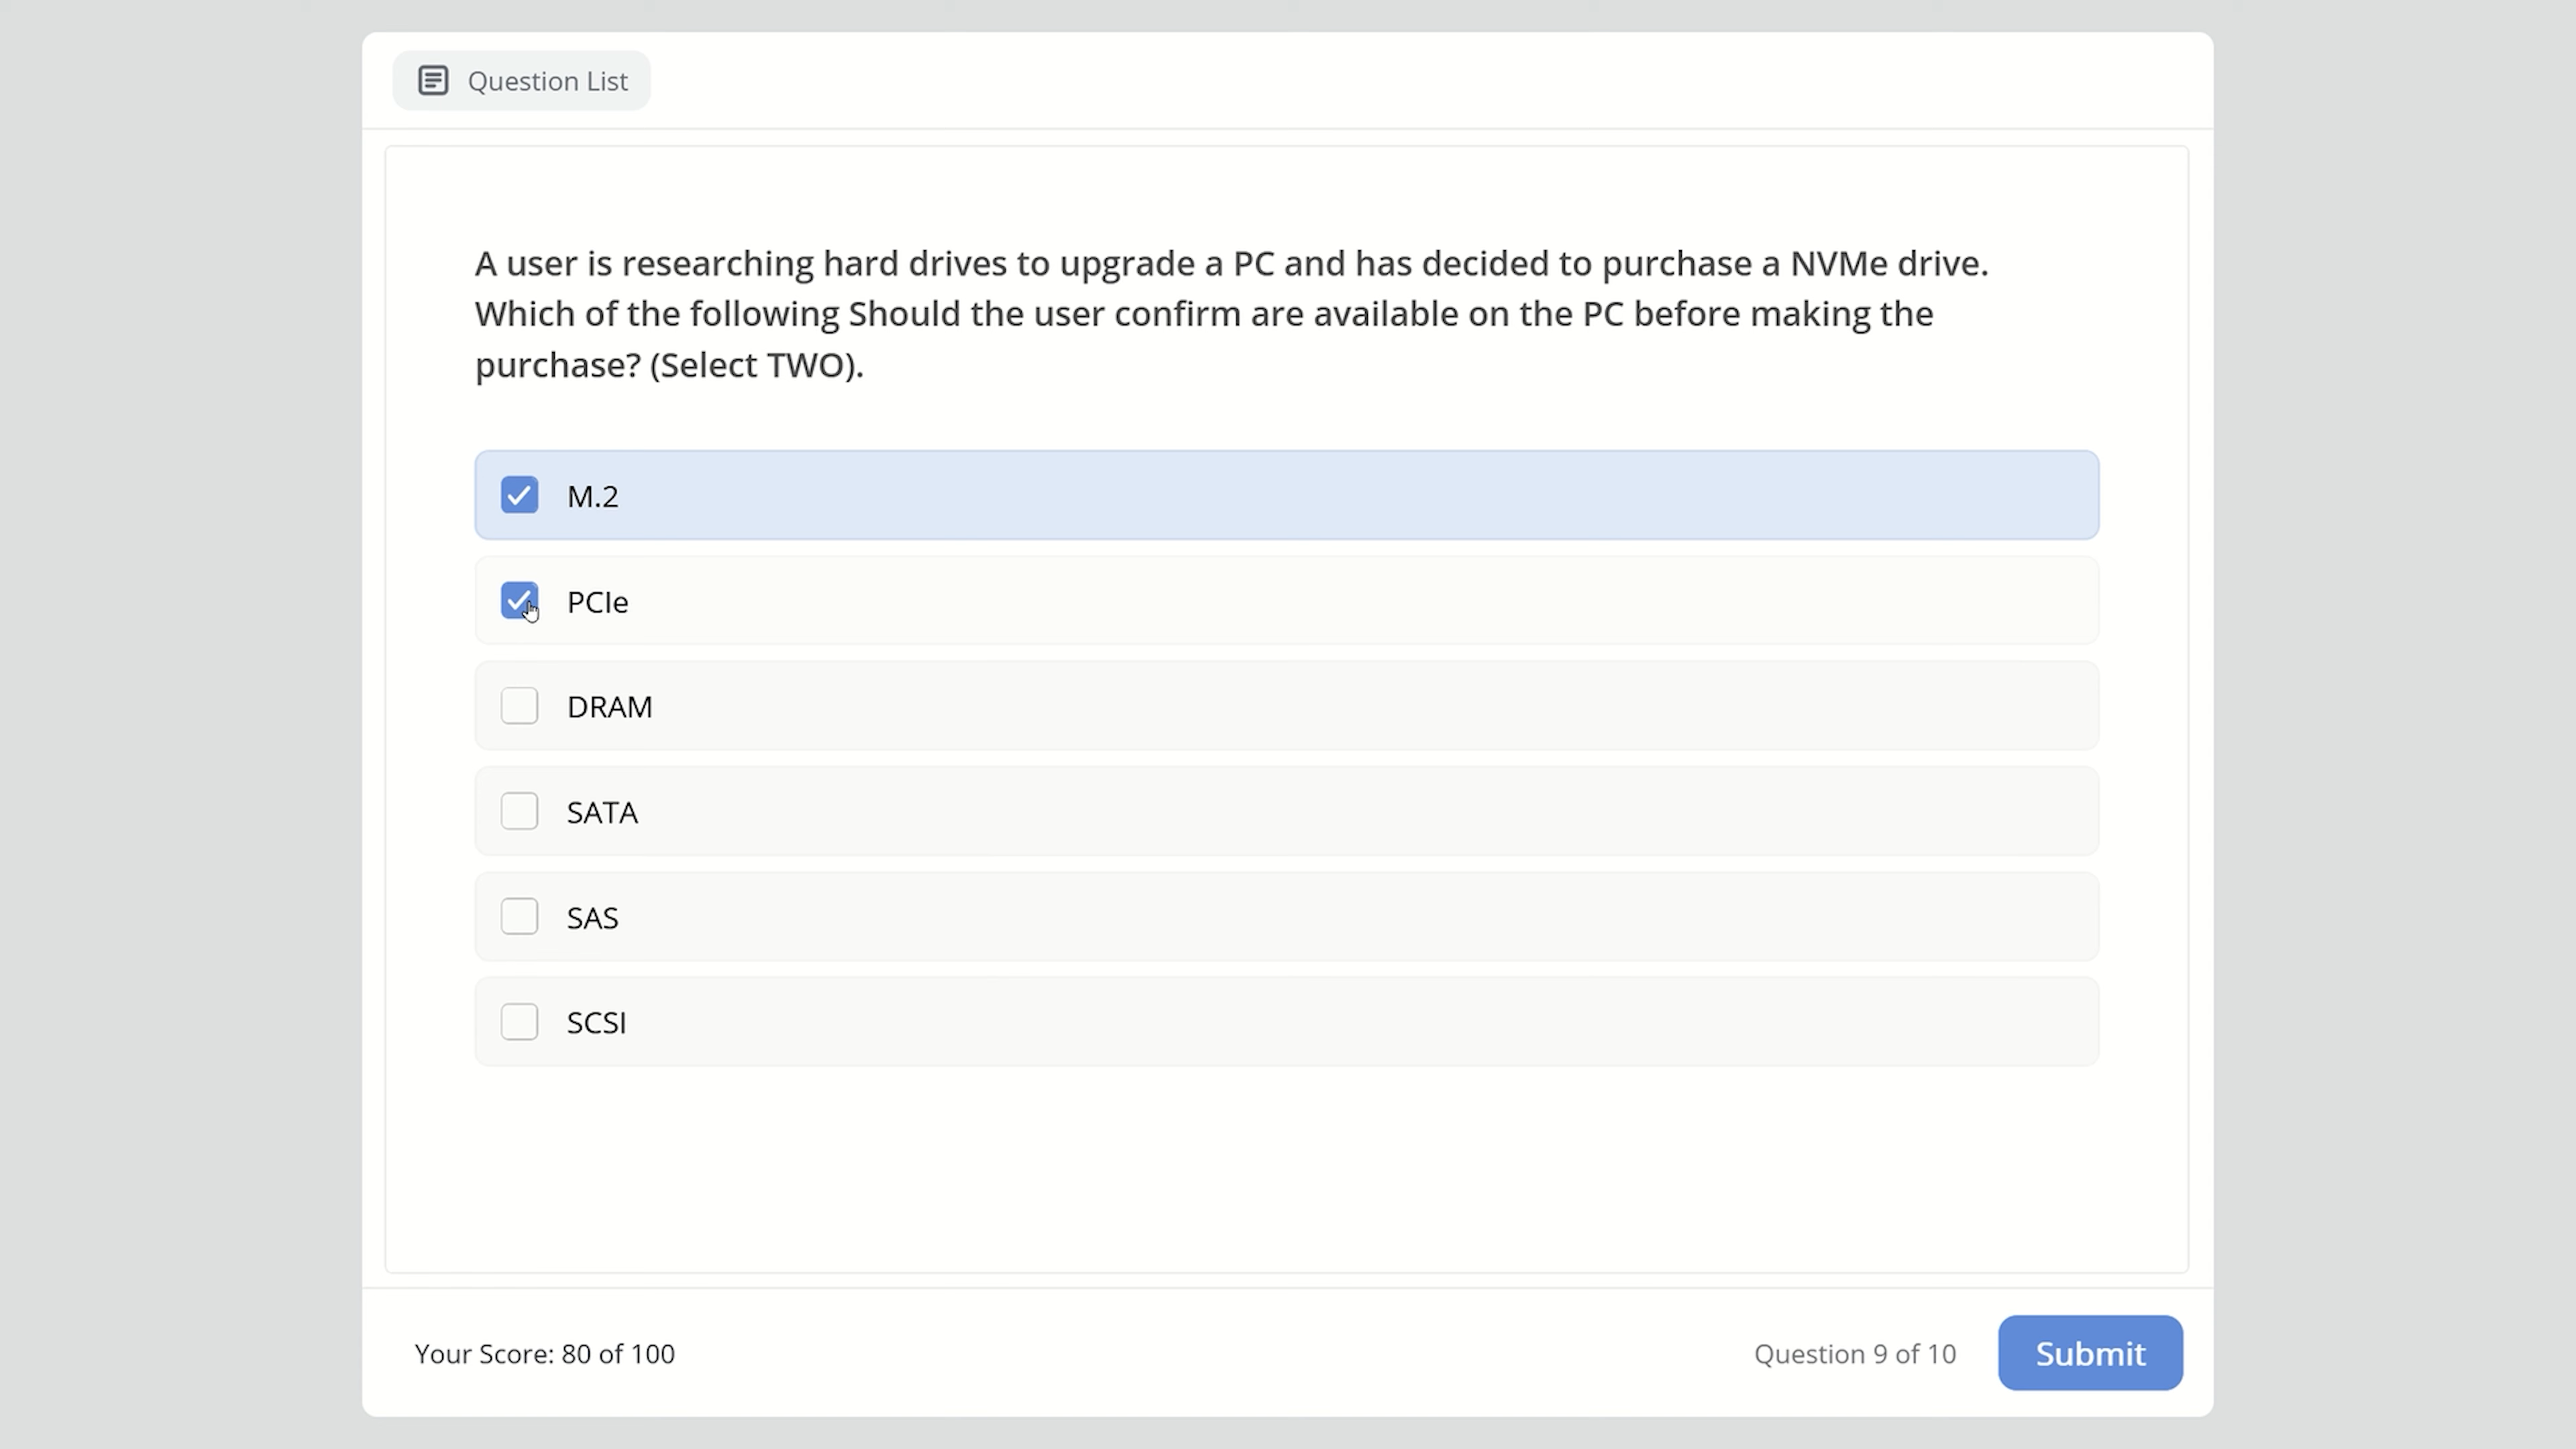 Question List
A user is researching hard drives to upgrade a PC and has decided to purchase a NVMe drive.
Which of the following Should the user confirm are available on the PC before making the
purchase? (Select TWO).
M.2
PCIe
DRAM
SATA
SAS
SCSI
Your Score: 80 of 100
Question 9 of 10
Submit